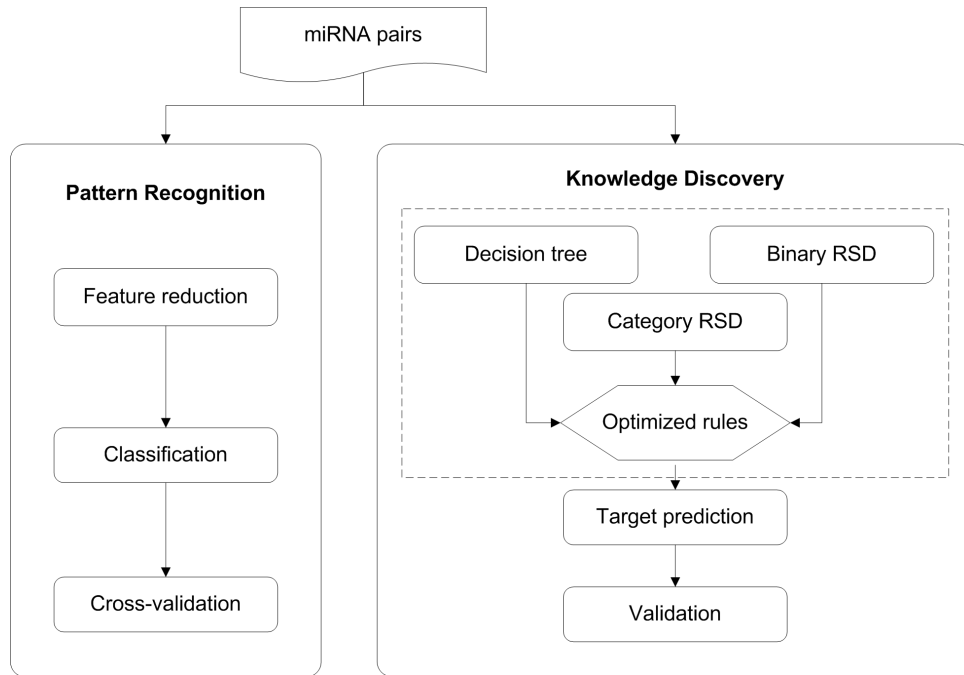 miRNA pairs
Pattern Recognition
Feature reduction
Classification
Cross-validation
Knowledge Discovery
Decision tree
Binary RSD
Category RSD
Optimized rules
Target prediction
Validation